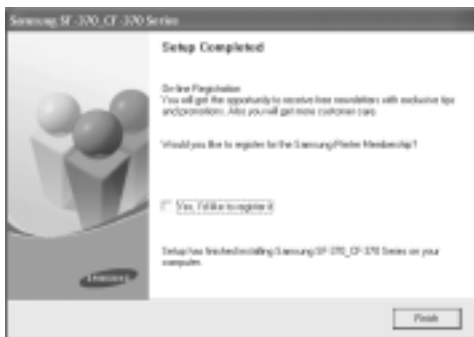 Samsung SF-370_CF-370 Series
Setup Completed
On-line Registration
You will get the opportunity to receive free newsletters with exclusive tips
and promotions. Also you will get more customer care.
Would you like to register for the Samsung Printer Membership?
Yes, I'd like to register it
Setup has finished installing Samsung SF-370_CF-370 Series on your
computer.
SAMSUNG
Finish